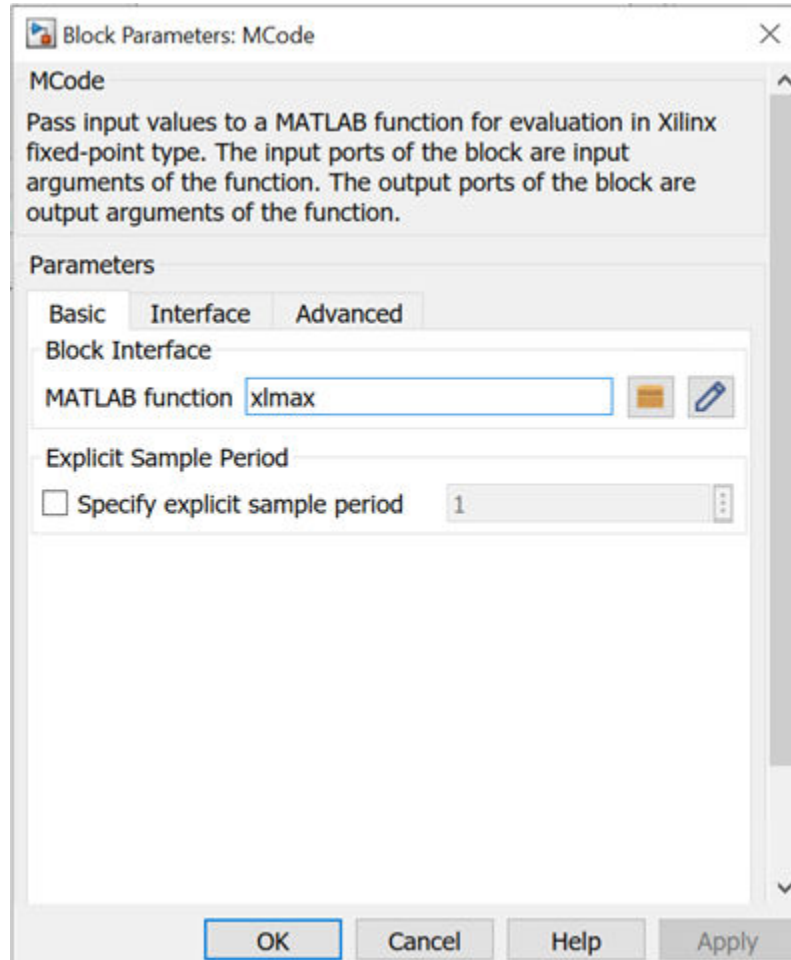 Block Parameters: MCode
MCode
Pass input values to a MATLAB function for evaluation in Xilinx
fixed-point type. The input ports of the block are input
arguments of the function. The output ports of the block are
output arguments of the function.
Parameters
Basic Interface Advanced
Block Interface
MATLAB function xlmax
Explicit Sample Period
Specify explicit sample period 1
OK Cancel Help Apply